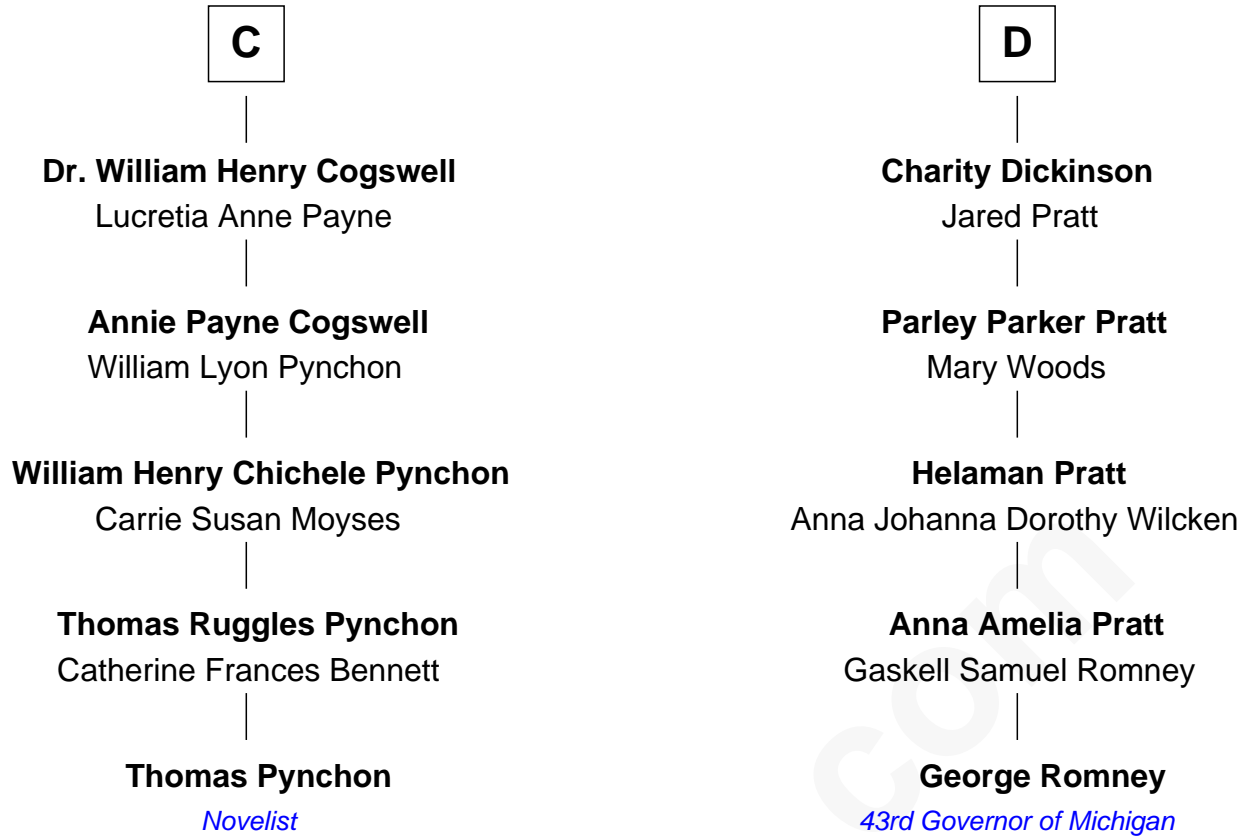 C
Dr. William Henry Cogswell
Lucretia Anne Payne
Annie Payne Cogswell
William Lyon Pynchon
William Henry Chichele Pynchon
Carrie Susan Moyses
Thomas Ruggles Pynchon
Catherine Frances Bennett
Thomas Pynchon
Novelist
D
Charity Dickinson
Jared Pratt
Parley Parker Pratt
Mary Woods
Helaman Pratt
Anna Johanna Dorothy Wilcken
Anna Amelia Pratt
Gaskell Samuel Romney
George Romney
43rd Governor of Michigan
com